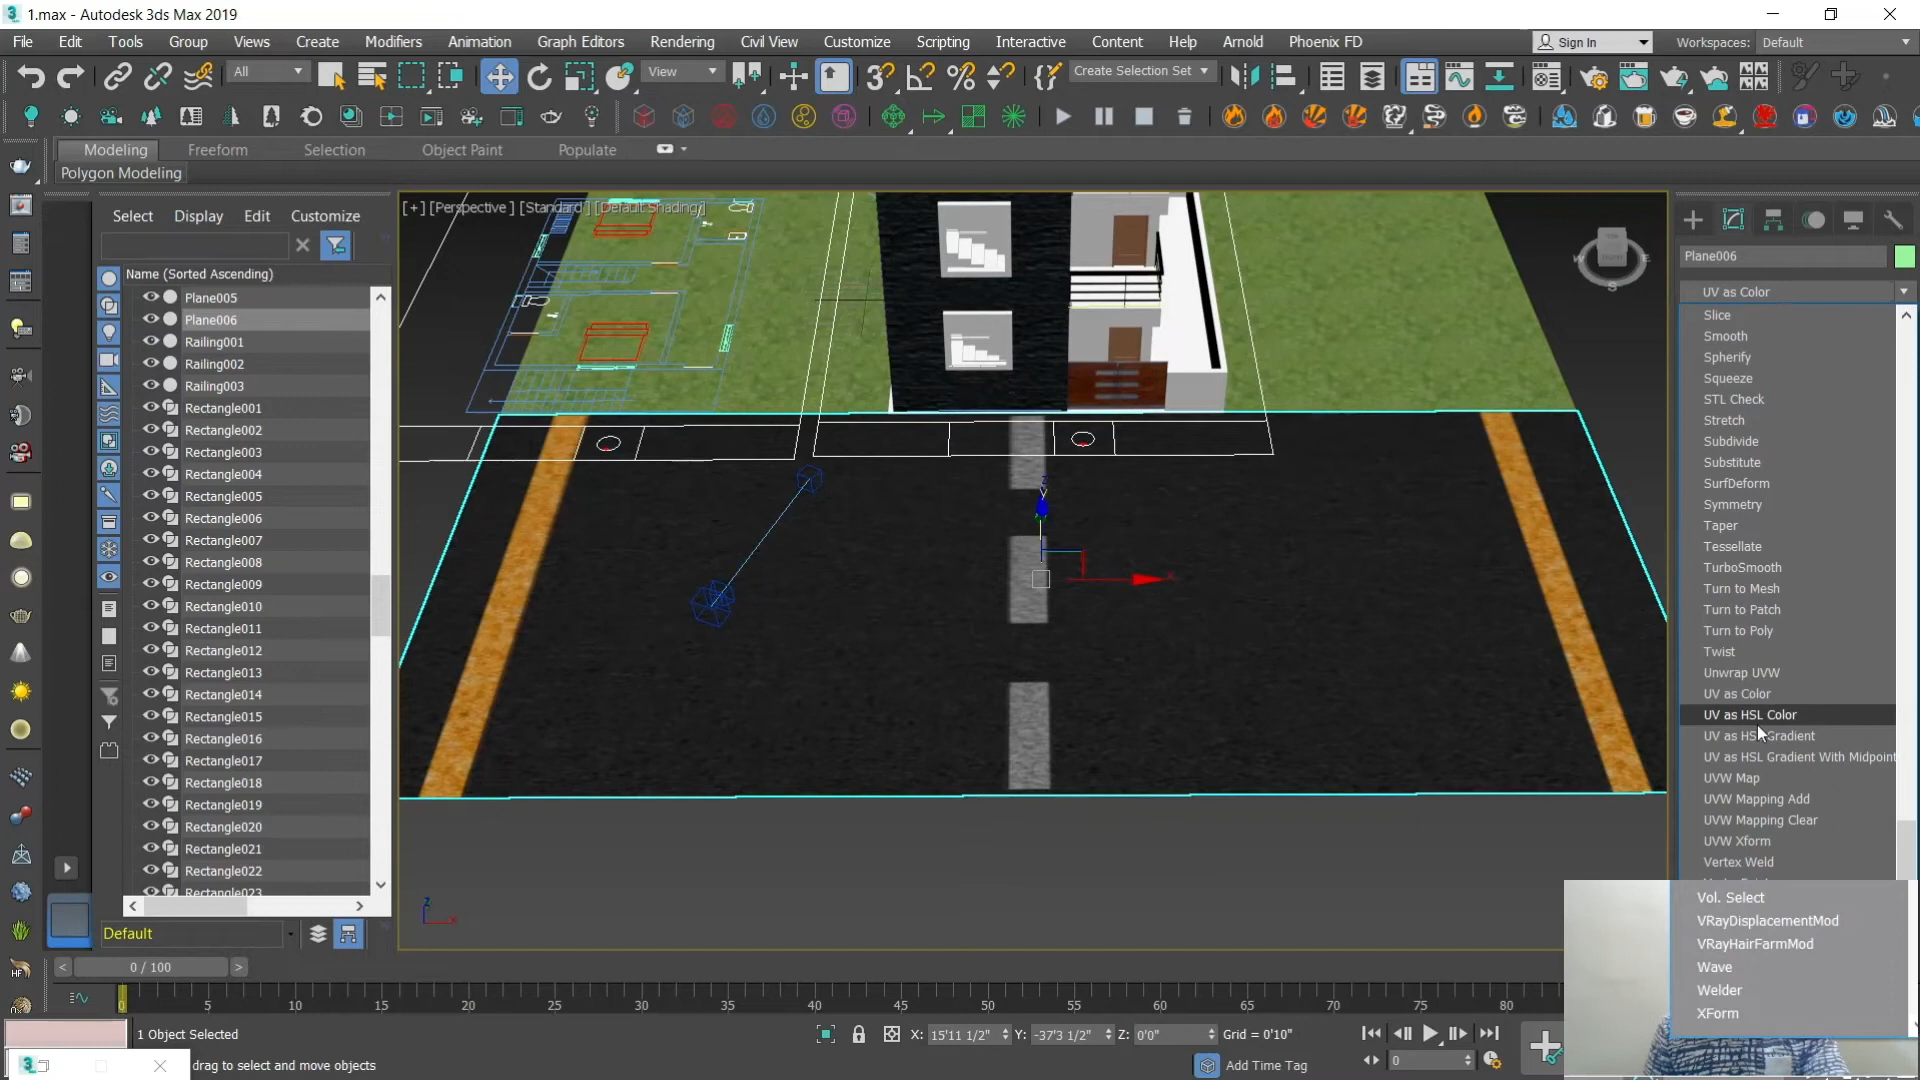 1.max - Autodesk 3ds Max 2019
File Edit Tools Group Views Create Modifiers Animation Graph Editors Rendering Civil View Customize Scripting Interactive Content Help Arnold Phoenix FD Sign In Workspaces: Default
All View Create Selection Set
Modeling Freeform Selection Object Paint Populate
Polygon Modeling
Select Display Edit Customize
Name (Sorted Ascending)
Plane005
Plane006
Railing001
Railing002
Railing003
Rectangle001
Rectangle002
Rectangle003
Rectangle004
Rectangle005
Rectangle006
Rectangle007
Rectangle008
Rectangle009
Rectangle010
Rectangle011
Rectangle012
Rectangle013
Rectangle014
Rectangle015
Rectangle016
Rectangle017
Rectangle018
Rectangle019
Rectangle020
Rectangle021
Rectangle022
Rectangle023
Default
[+] [Perspective ] [Standard ] [Default Shading]
Plane006
UV as Color
Slice
Smooth
Spherify
Squeeze
STL Check
Stretch
Subdivide
Substitute
SurfDeform
Symmetry
Taper
Tessellate
TurboSmooth
Turn to Mesh
Turn to Patch
Turn to Poly
Twist
Unwrap UVW
UV as Color
UV as HSL Color
UV as HSL Gradient
UV as HSL Gradient With Midpoint
UVW Map
UVW Mapping Add
UVW Mapping Clear
UVW Xform
Vertex Weld
Vol. Select
VRayDisplacementMod
VRayHairFarmMod
Wave
Welder
XForm
0 / 100
5 10 15 20 25 30 35 40 45 50 55 60 65 70 75 80
1 Object Selected X: 15'11 1/2" Y: -37'3 1/2" Z: 0'0" Grid = 0'10"
drag to select and move objects Add Time Tag 0